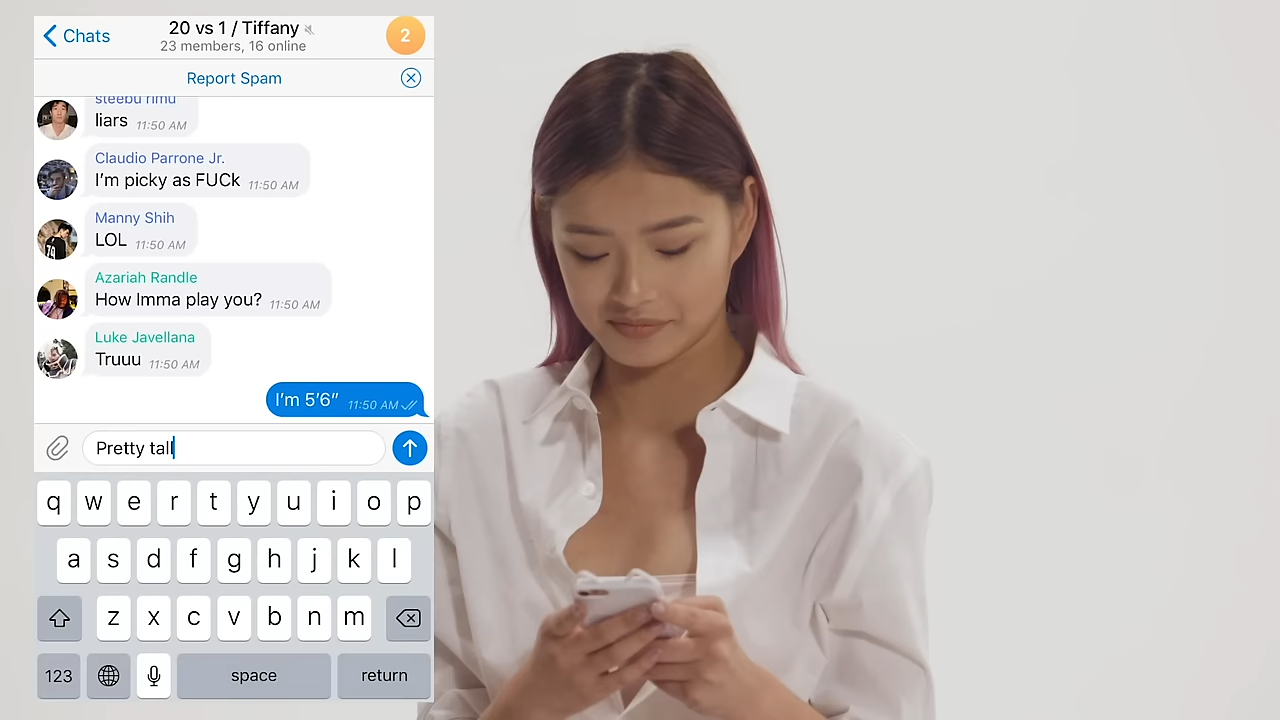 Chats
20 vs 1 / Tiffany
23 members, 16 online
2
Report Spam
steebu rimu
liars 11:50 AM
Claudio Parrone Jr.
I’m picky as FUCk 11:50 AM
Manny Shih
LOL 11:50 AM
Azariah Randle
How Imma play you? 11:50 AM
Luke Javellana
Truuu 11:50 AM
I’m 5’6” 11:50 AM
Pretty tall
q w e r t y u i o p
a s d f g h j k l
z x c v b n m
123 space return